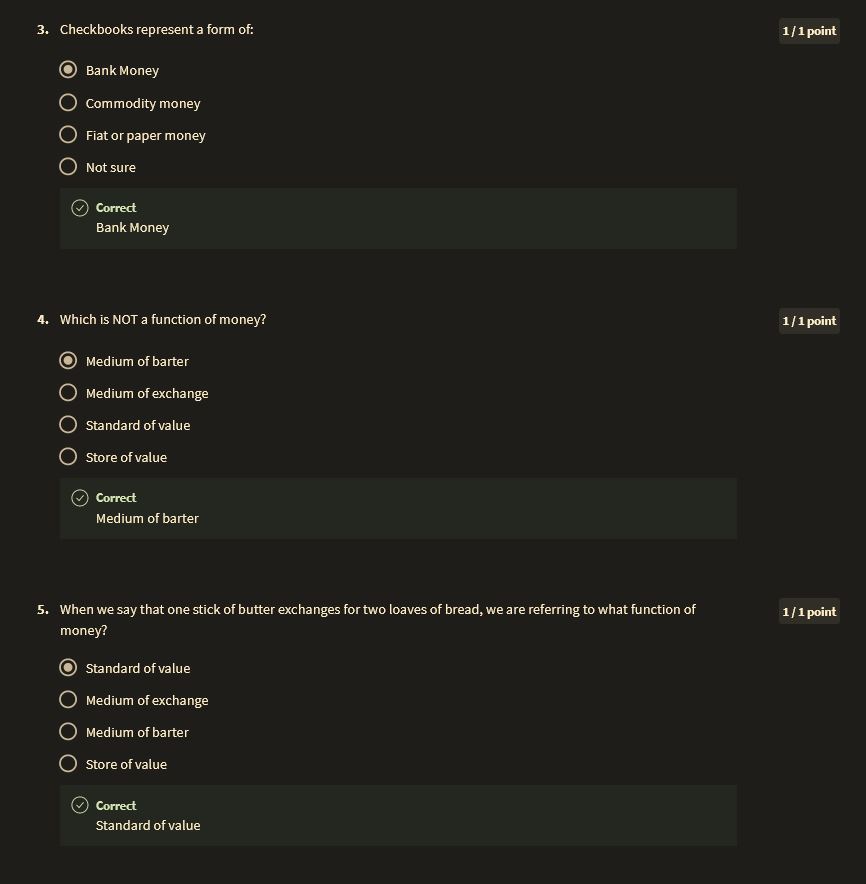 3. Checkbooks represent a form of:
1 / 1 point
Bank Money
Commodity money
Fiat or paper money
Not sure
Correct
Bank Money
4. Which is NOT a function of money?
1 / 1 point
Medium of barter
Medium of exchange
Standard of value
Store of value
Correct
Medium of barter
5. When we say that one stick of butter exchanges for two loaves of bread, we are referring to what function of
money?
1 / 1 point
Standard of value
Medium of exchange
Medium of barter
Store of value
Correct
Standard of value